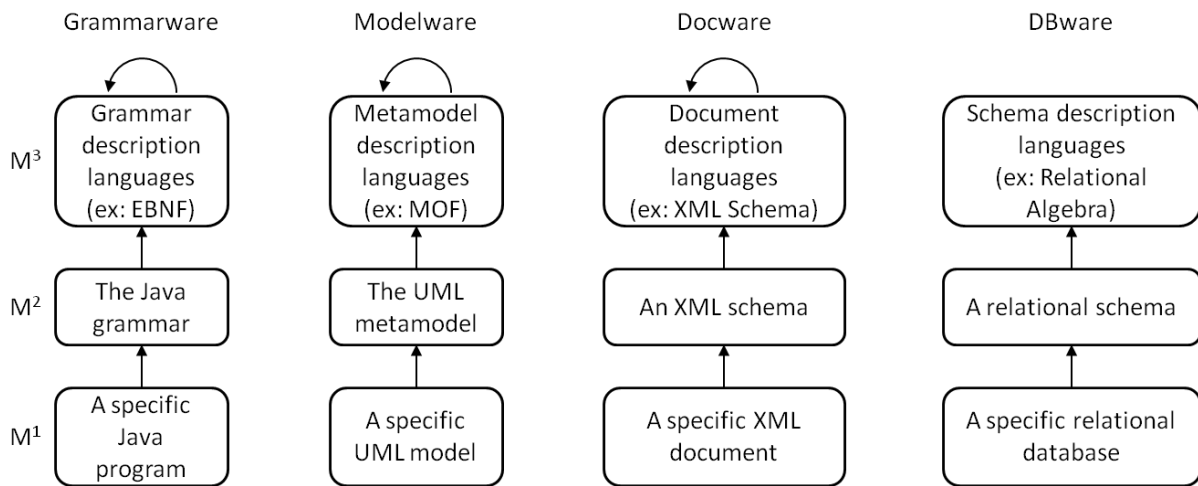 Grammarware
Modelware
Docware
DBware
M³
Grammar
description
languages
(ex: EBNF)
Metamodel
description
languages
(ex: MOF)
Document
description
languages
(ex: XML Schema)
Schema description
languages
(ex: Relational
Algebra)
M²
The Java
grammar
The UML
metamodel
An XML schema
A relational schema
M¹
A specific
Java
program
A specific
UML model
A specific XML
document
A specific relational
database